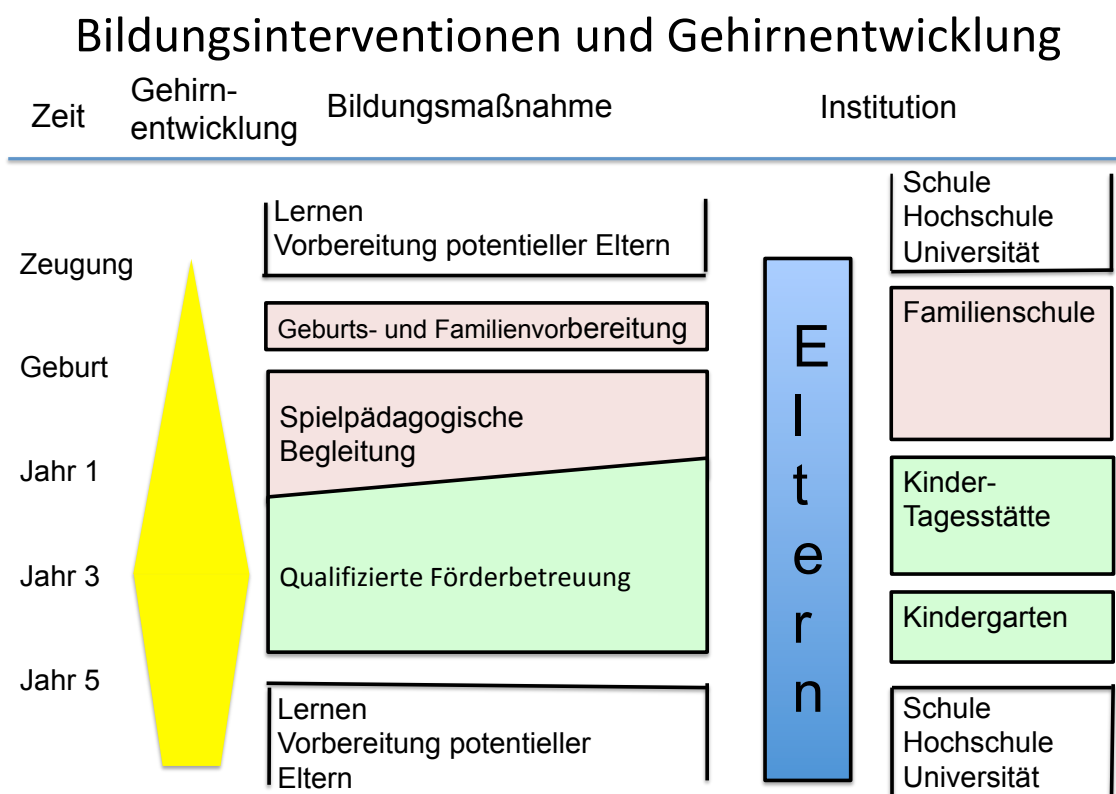 Bildungsinterventionen und Gehirnentwicklung
Zeit
Gehirn-
entwicklung
Bildungsmaßnahme
Institution
Zeugung
Geburt
Jahr 1
Jahr 3
Jahr 5
Lernen
Vorbereitung potentieller Eltern
Geburts- und Familienvorbereitung
Spielpädagogische
Begleitung
Qualifizierte Förderbetreuung
Lernen
Vorbereitung potentieller
Eltern
E
l
t
e
r
n
Schule
Hochschule
Universität
Familienschule
Kinder-
Tagesstätte
Kindergarten
Schule
Hochschule
Universität